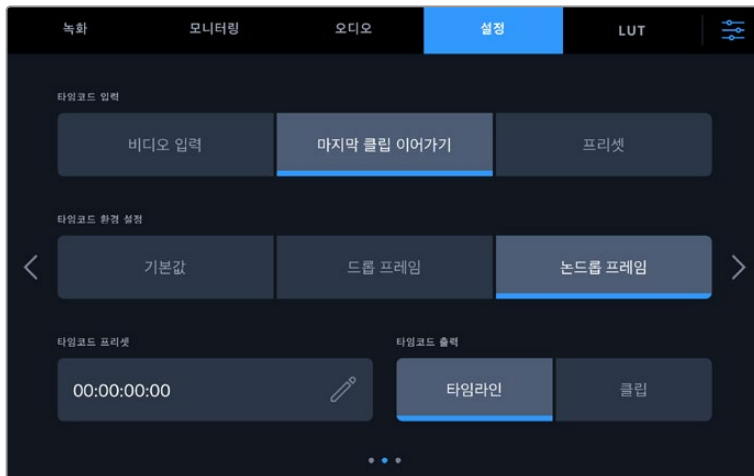 녹화 모니터링 오디오 설정 LUT
타임코드 입력
비디오 입력 마지막 클립 이어가기 프리셋
타임코드 환경 설정
기본값 드롭 프레임 논드롭 프레임
타임코드 프리셋 타임코드 출력
00:00:00:00 타임라인 클립